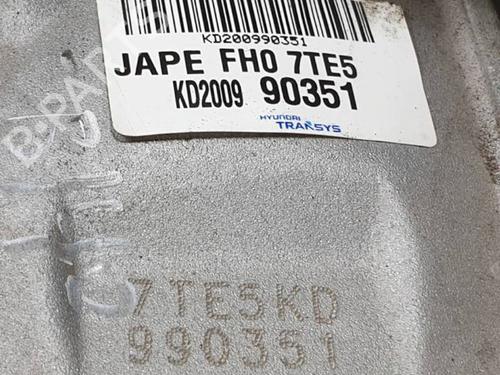 KD200990351
JAPE FH0 7TE5
KD2009 90351
HYUNDAI
TRANSYS
7TE5KD
990351